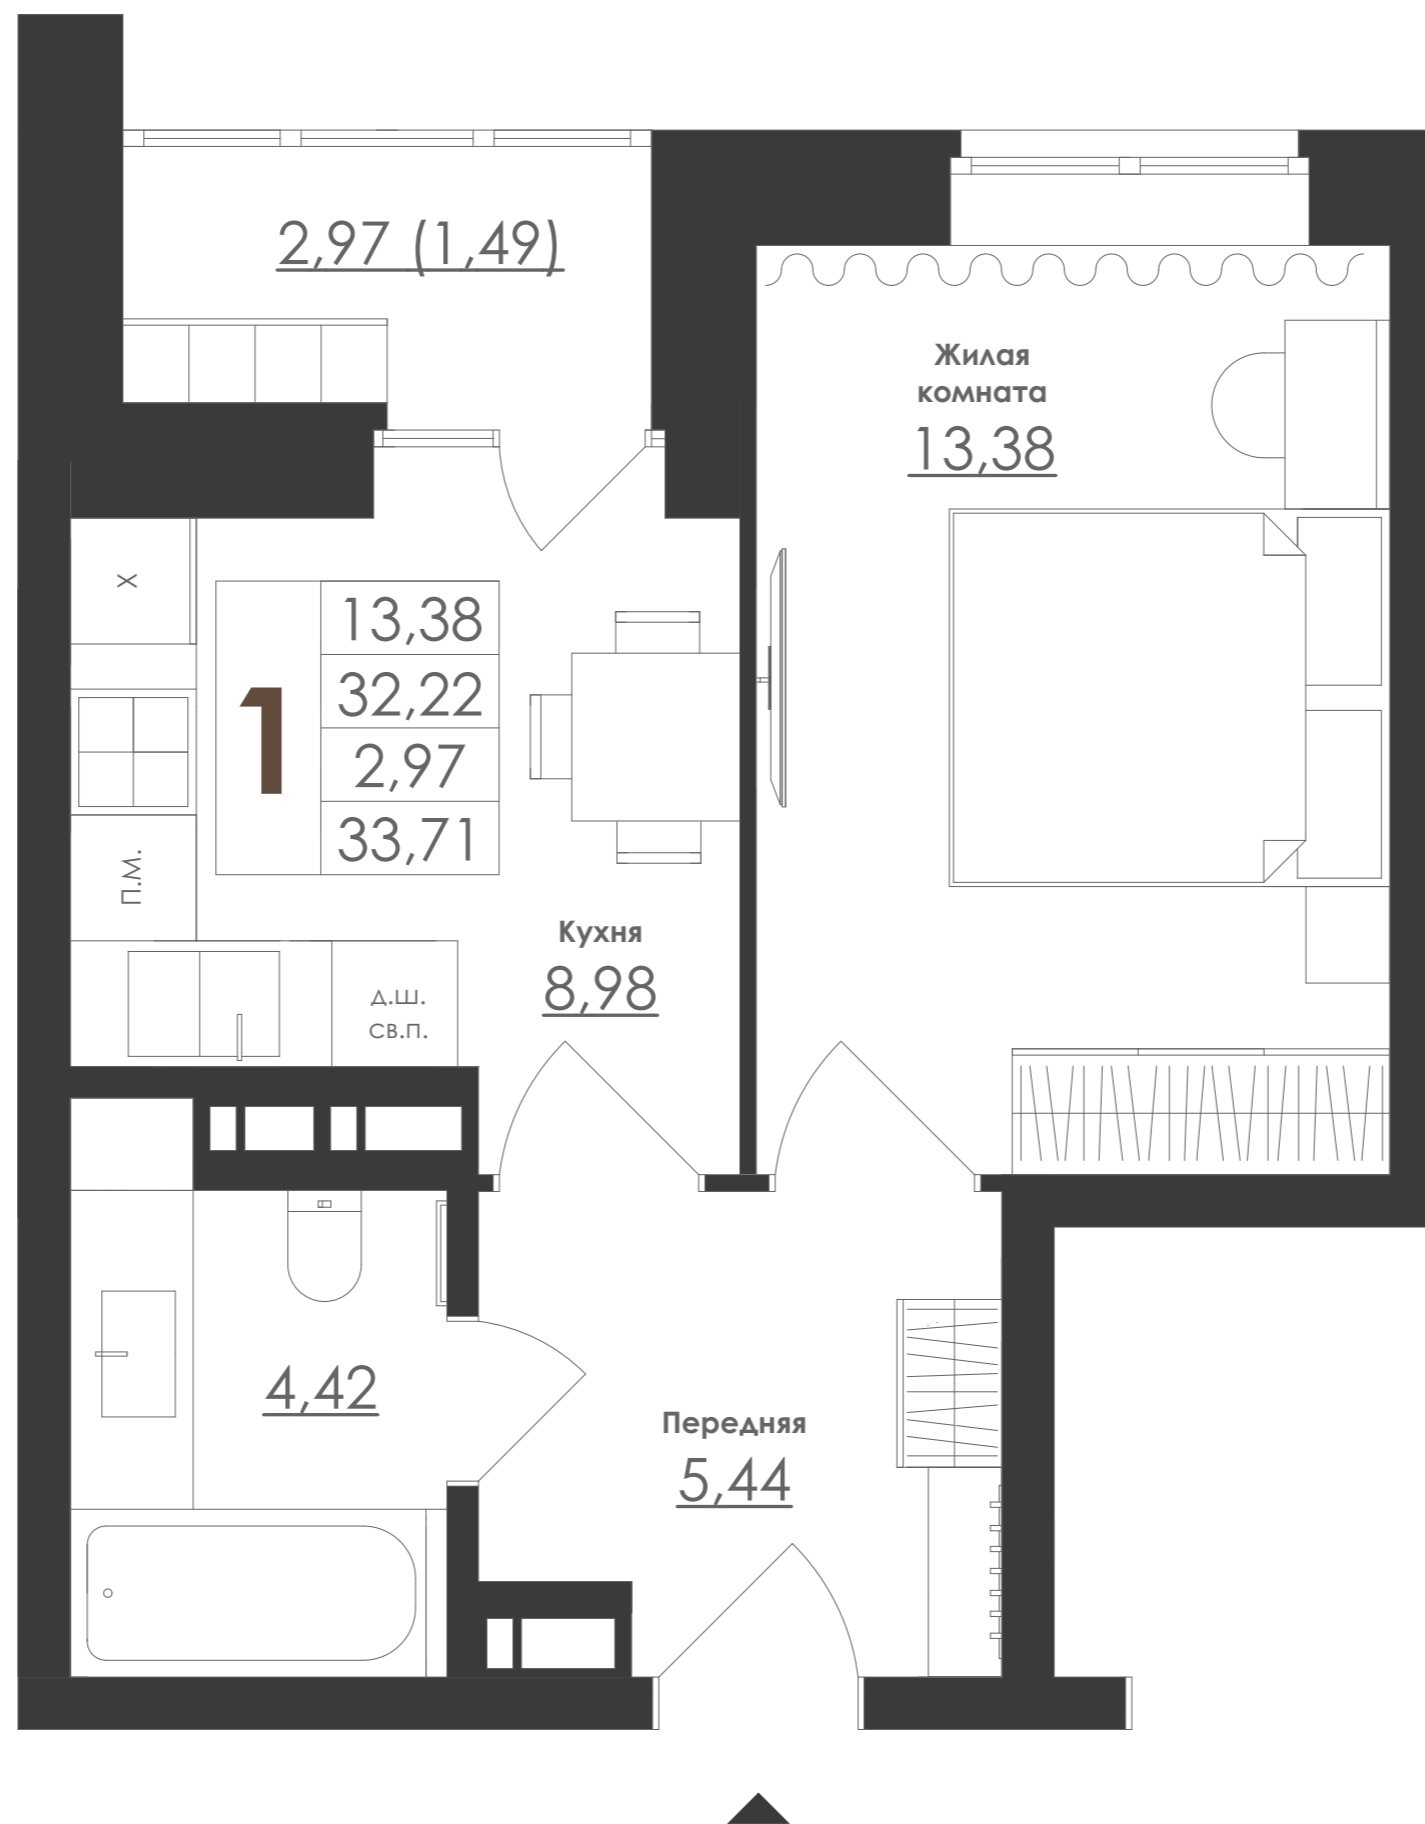 2,97 (1,49)
Жилая
комната
13,38
Х
1
13,38
32,22
2,97
33,71
П.М.
Кухня
8,98
Д.Ш.
СВ.П.
4,42
Передняя
5,44